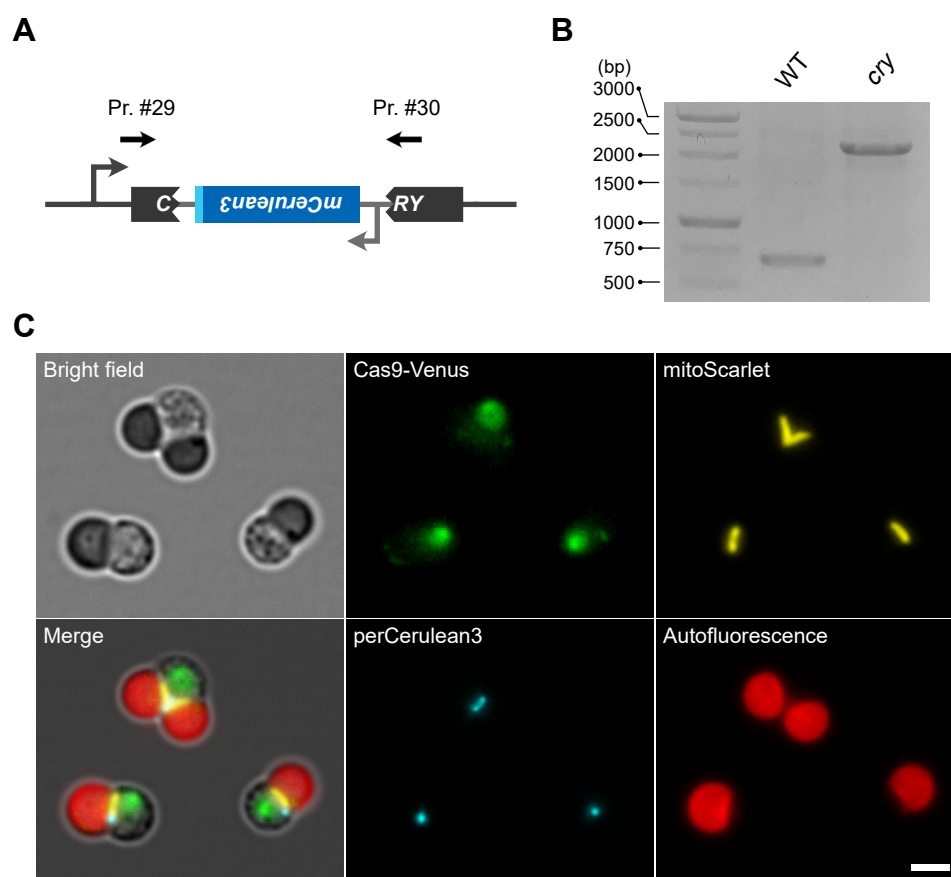 A
Pr. #29
Pr. #30
C
mCerulean3
RY
B
(bp)
WT
cry
3000
2500
2000
1500
1000
750
500
C
Bright field
Cas9-Venus
mitoScarlet
Merge
perCerulean3
Autofluorescence